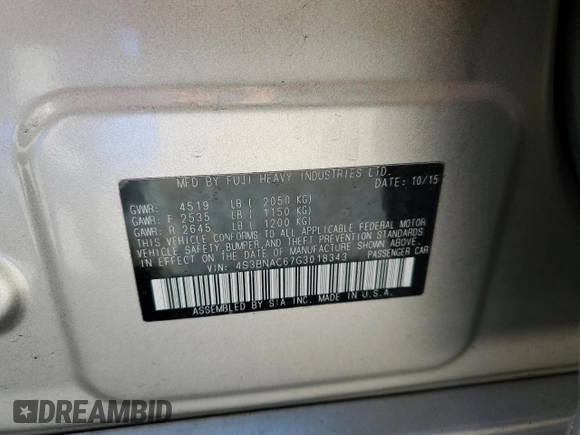 MFD BY FUJI HEAVY INDUSTRIES LTD.
DATE: 10/15
GVWR: 4519 LB ( 2050 KG)
GAWR: F 2535 LB ( 1150 KG)
GAWR: R 2645 LB ( 1200 KG)
THIS VEHICLE CONFORMS TO ALL APPLICABLE FEDERAL MOTOR
VEHICLE SAFETY, BUMPER, AND THEFT PREVENTION STANDARDS
IN EFFECT ON THE DATE OF MANUFACTURE SHOWN ABOVE.
VIN: 4S3BNAC67G3018343 PASSENGER CAR
ASSEMBLED BY SIA INC. MADE IN U.S.A.
DREAMBID